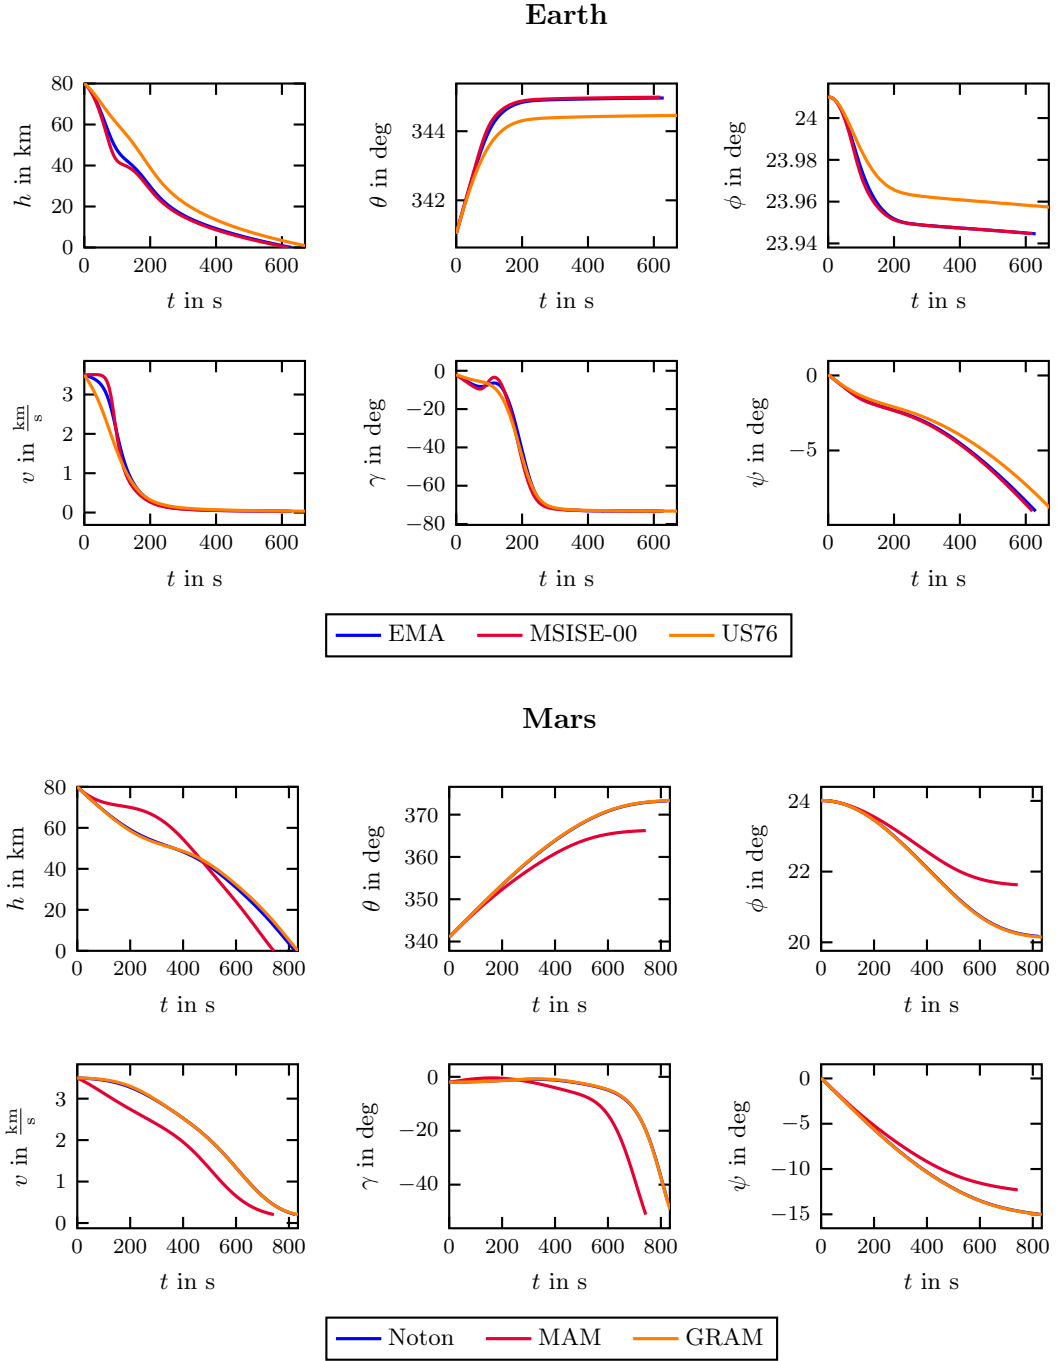 Earth
80
60
40
20
0
0 200 400 600
h in km
t in s
344
342
0 200 400 600
θ in deg
t in s
24
23.98
23.96
23.94
0 200 400 600
ϕ in deg
t in s
3
2
1
0
0 200 400 600
v in km/s
t in s
0
−20
−40
−60
−80
0 200 400 600
γ in deg
t in s
0
−5
0 200 400 600
ψ in deg
t in s
EMA MSISE-00 US76
Mars
80
60
40
20
0
0 200 400 600 800
h in km
t in s
370
360
350
340
0 200 400 600 800
θ in deg
t in s
24
22
20
0 200 400 600 800
ϕ in deg
t in s
3
2
1
0
0 200 400 600 800
v in km/s
t in s
0
−20
−40
0 200 400 600 800
γ in deg
t in s
0
−5
−10
−15
0 200 400 600 800
ψ in deg
t in s
Noton MAM GRAM